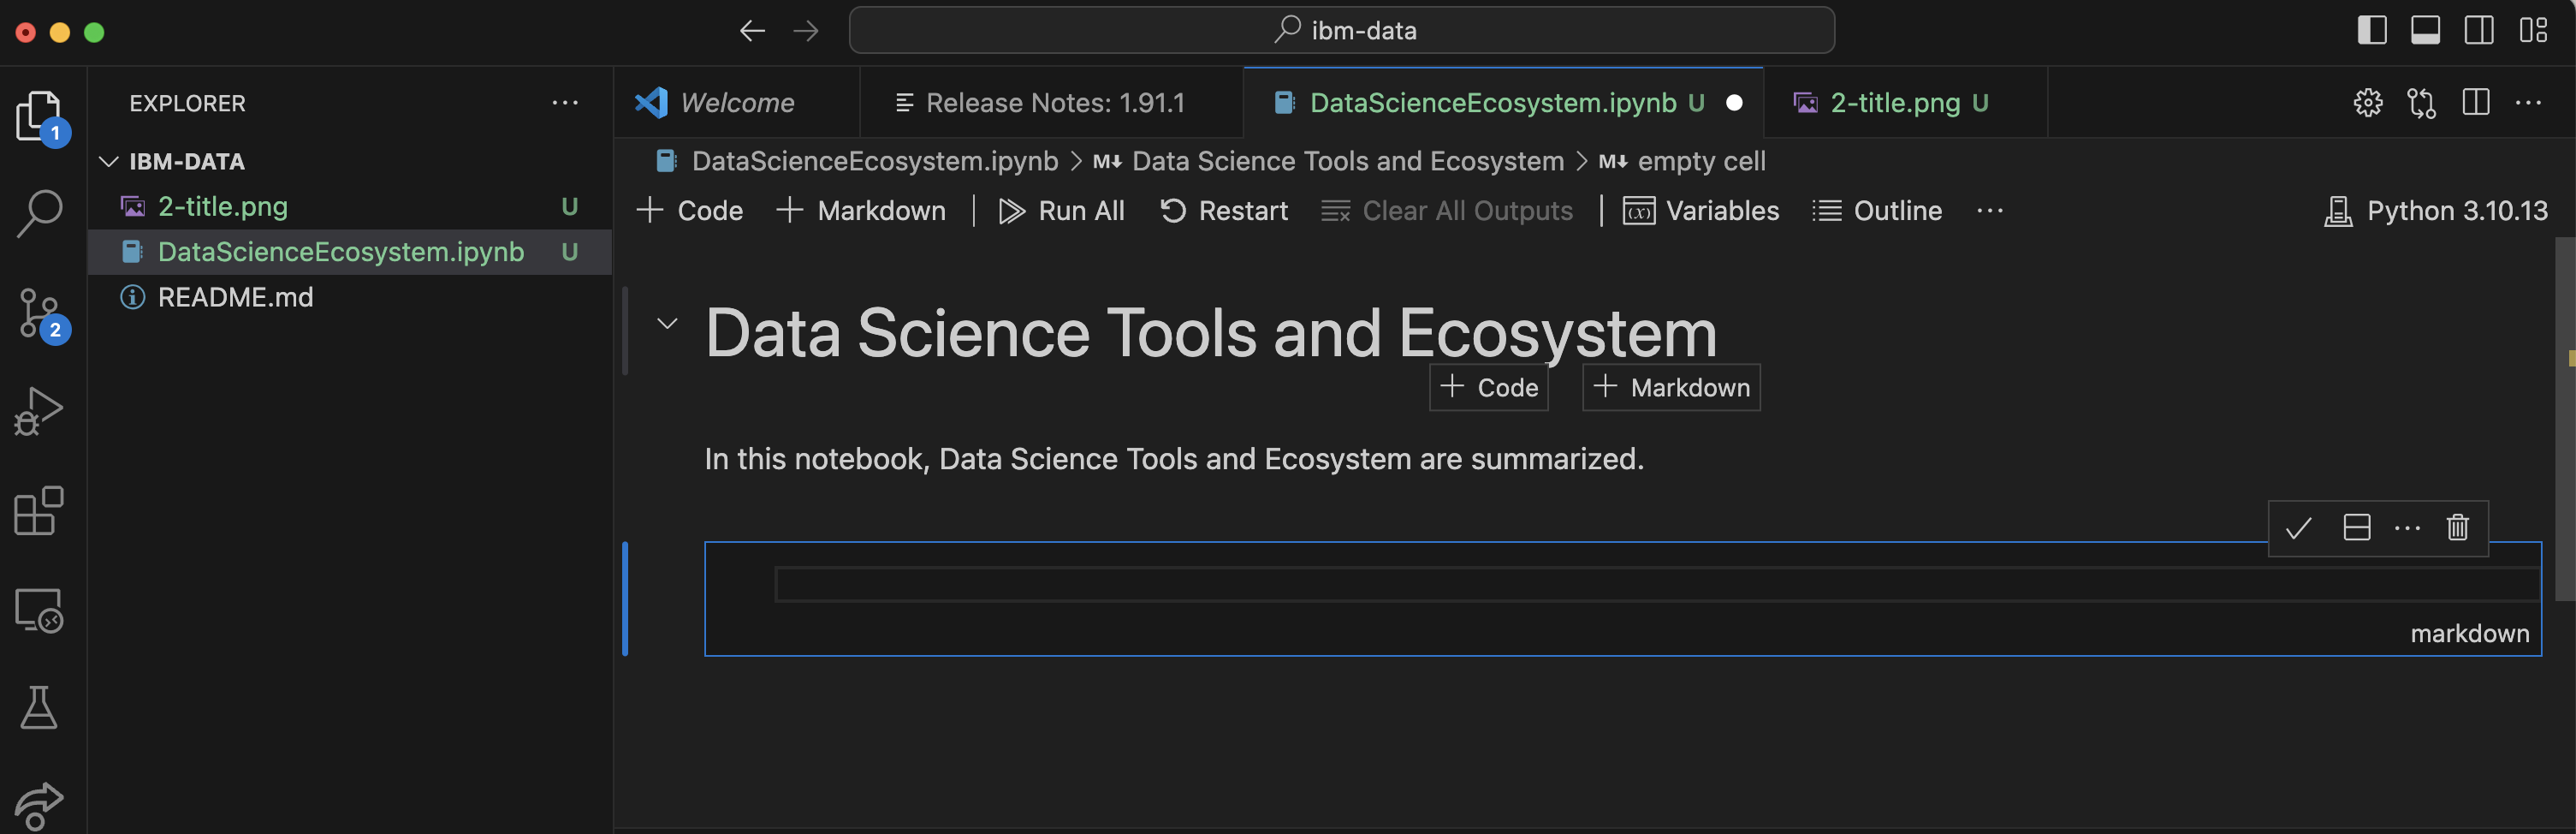 ibm-data
EXPLORER
Welcome
Release Notes: 1.91.1
DataScienceEcosystem.ipynb U
2-title.png U
1
IBM-DATA
DataScienceEcosystem.ipynb > M↓ Data Science Tools and Ecosystem > M↓ empty cell
2-title.png U
+ Code + Markdown | Run All Restart Clear All Outputs | (x) Variables Outline ... Python 3.10.13
DataScienceEcosystem.ipynb U
README.md
2
Data Science Tools and Ecosystem
+ Code + Markdown
In this notebook, Data Science Tools and Ecosystem are summarized.
markdown